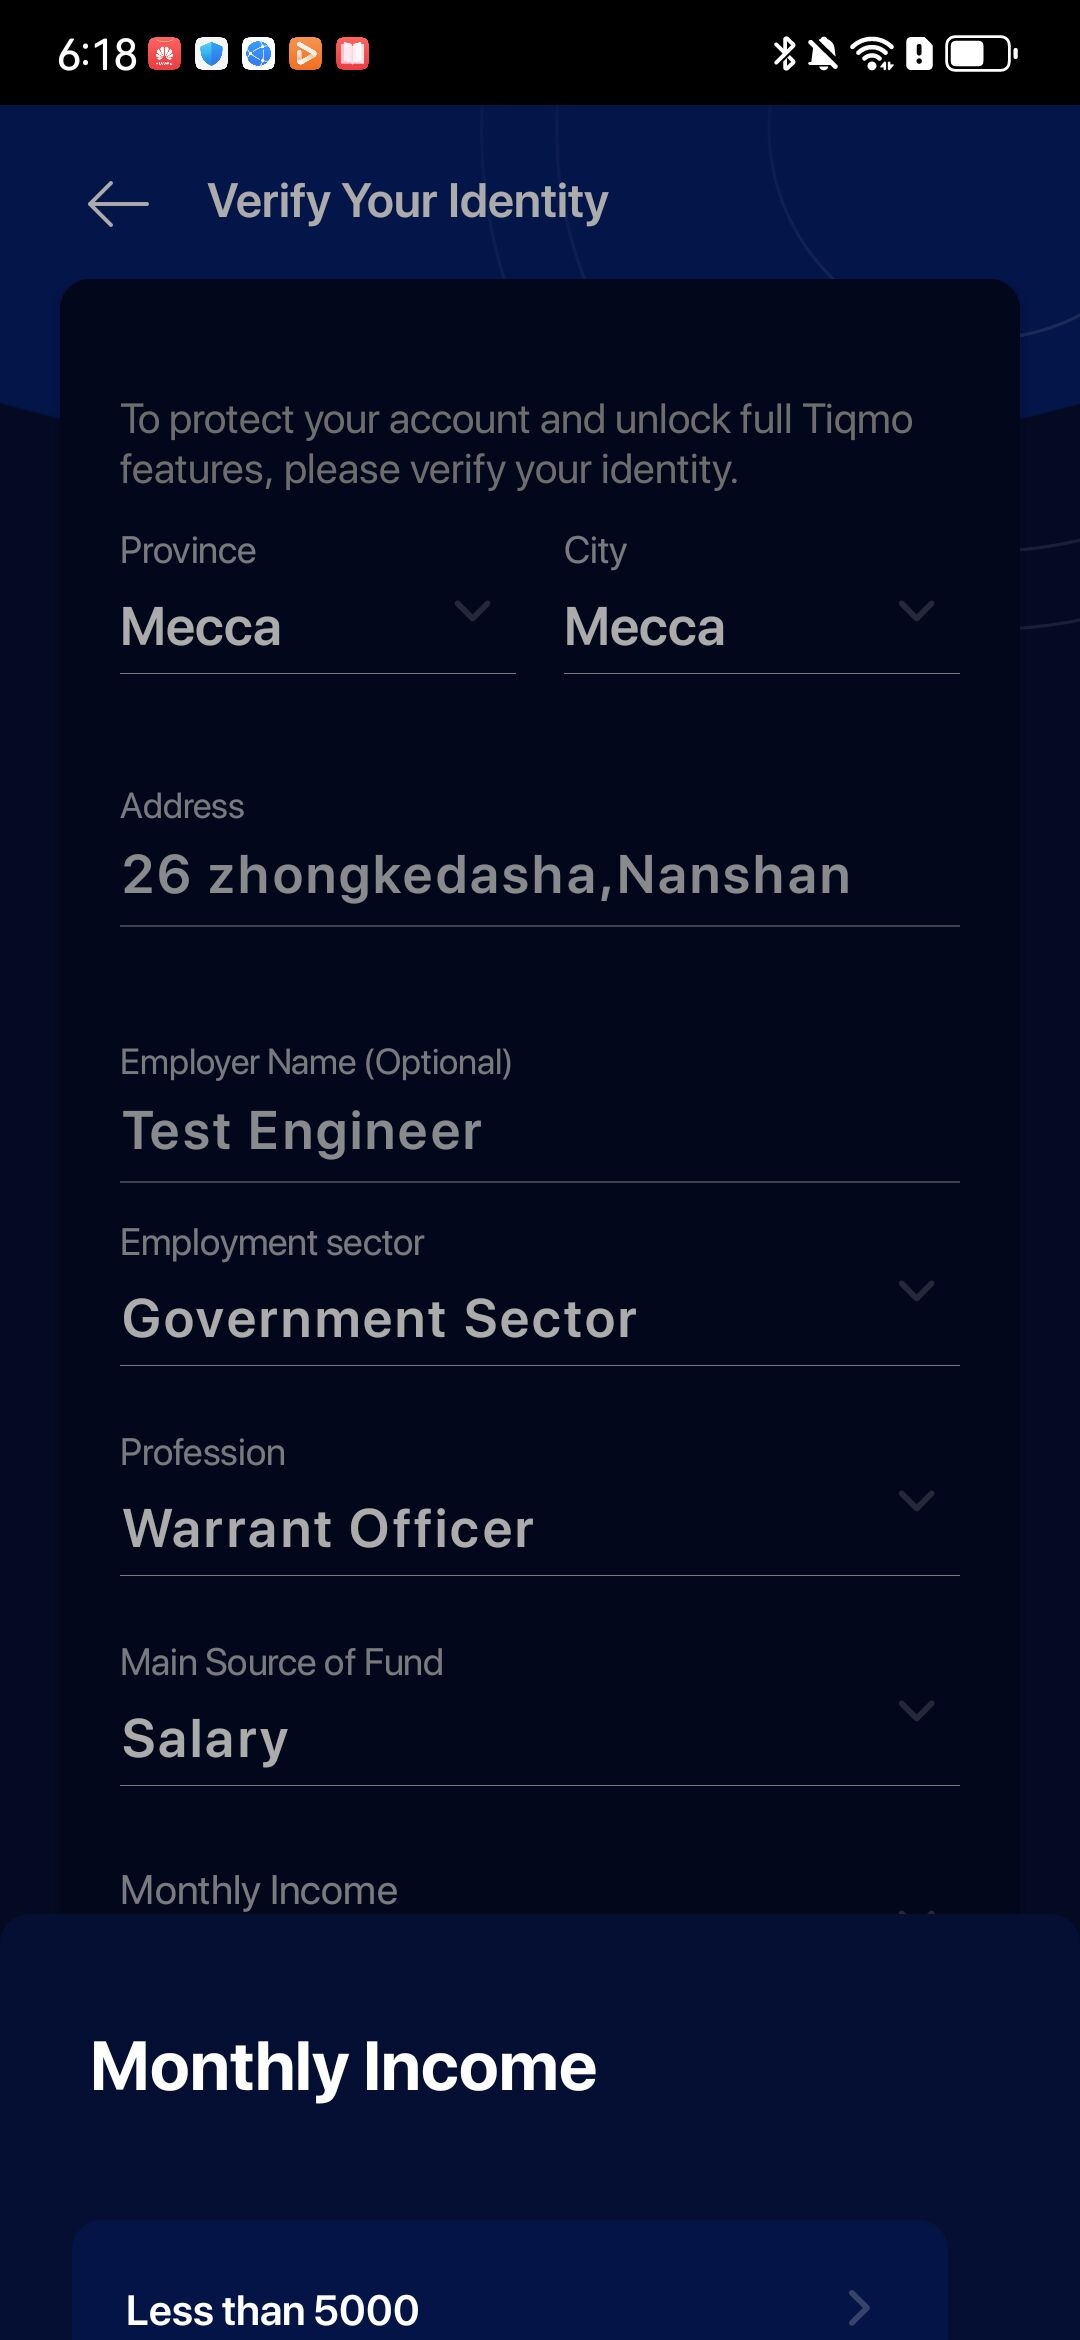 6:18
Verify Your Identity
To protect your account and unlock full Tiqmo
features, please verify your identity.
Province City
Mecca Mecca
Address
26 zhongkedasha,Nanshan
Employer Name (Optional)
Test Engineer
Employment sector
Government Sector
Profession
Warrant Officer
Main Source of Fund
Salary
Monthly Income
Monthly Income
Less than 5000